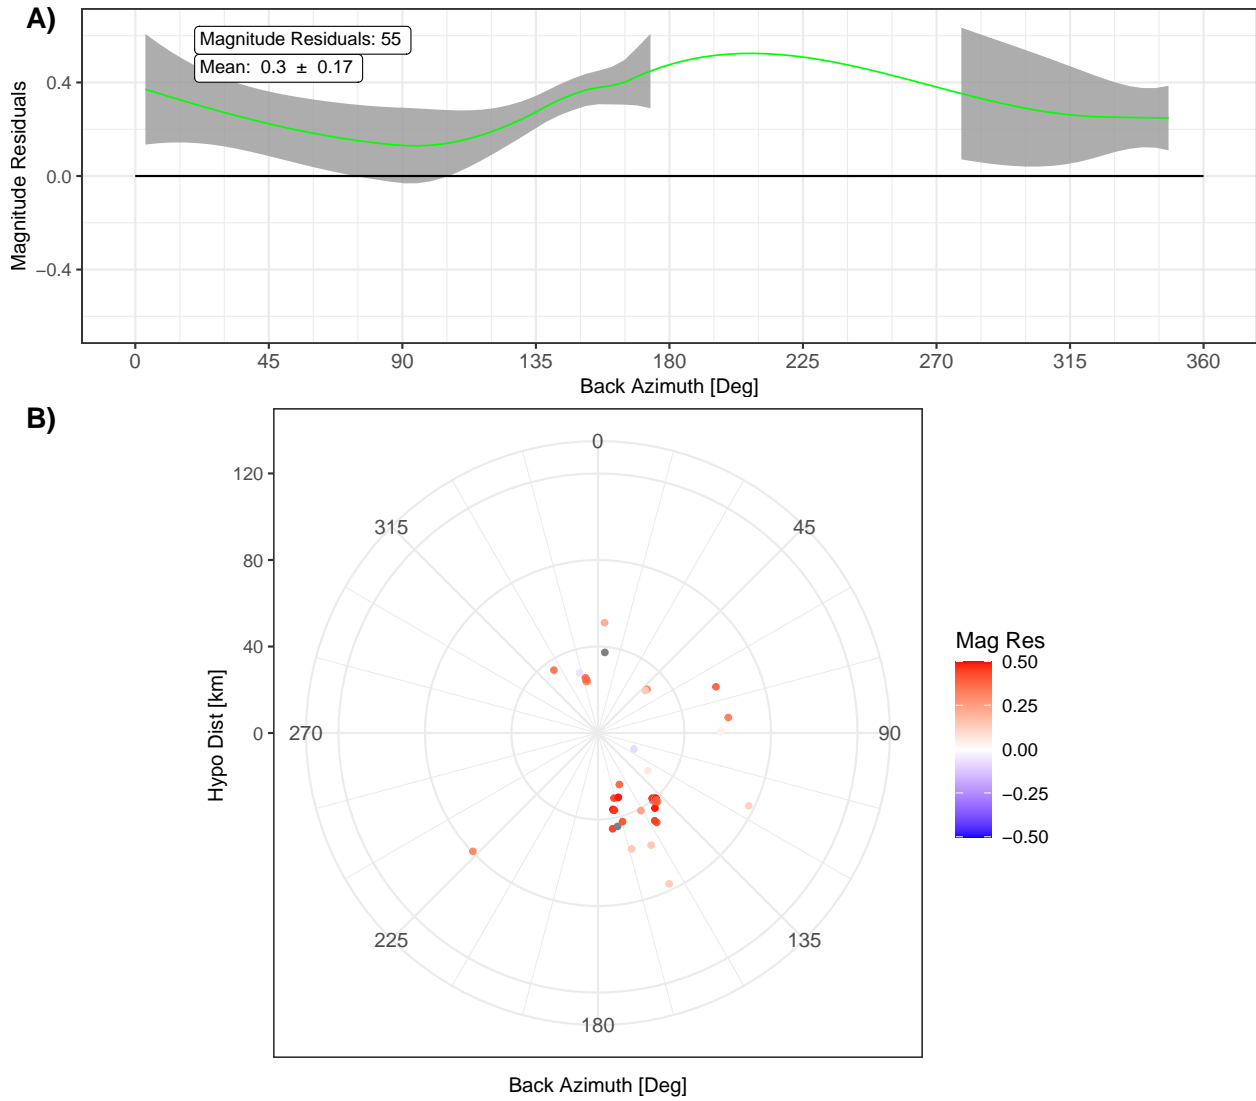 A)
Magnitude Residuals: 55
Mean:  0.3  ±  0.17
Magnitude Residuals
0.4
0.0
−0.4
0 45 90 135 180 225 270 315 360
Back Azimuth [Deg]
B)
Hypo Dist [km]
120
80
40
0
0
45
90
135
180
225
270
315
Back Azimuth [Deg]
Mag Res
0.50
0.25
0.00
−0.25
−0.50